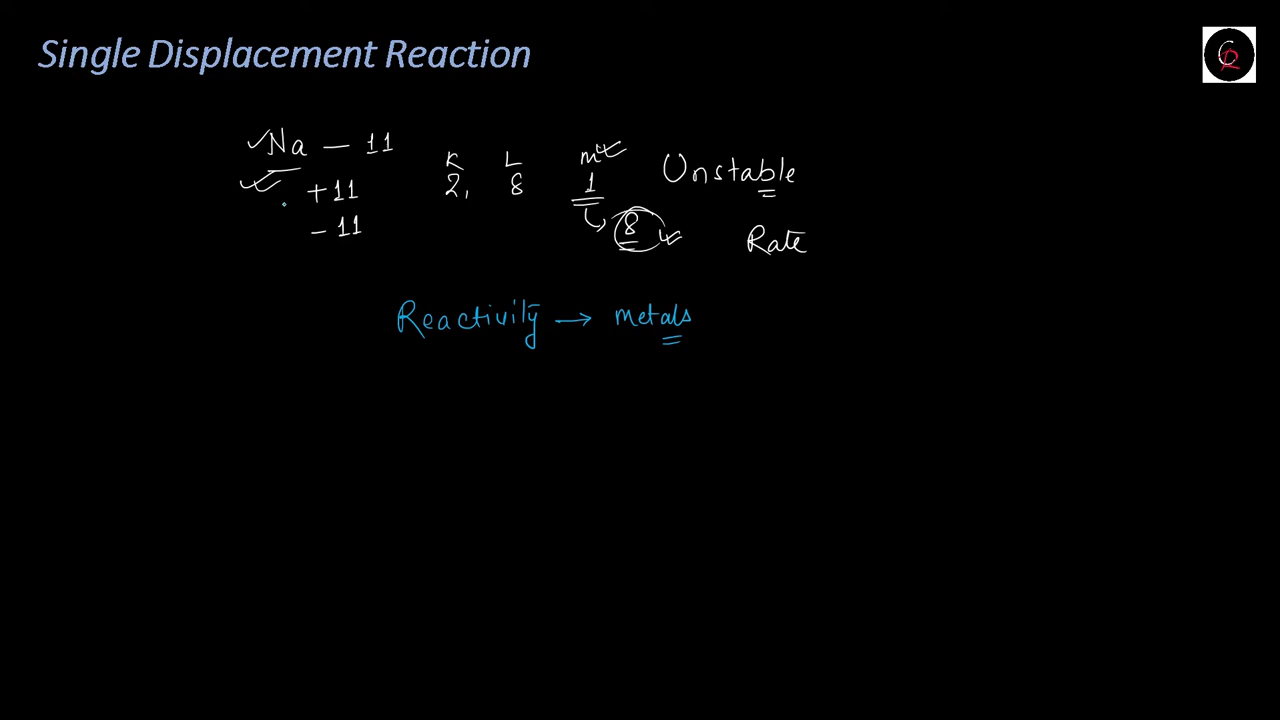 Single Displacement Reaction
Na — 11
K L M
+11 2, 8 1 Unstable
- 11 8 Rate
Reactivity → metals